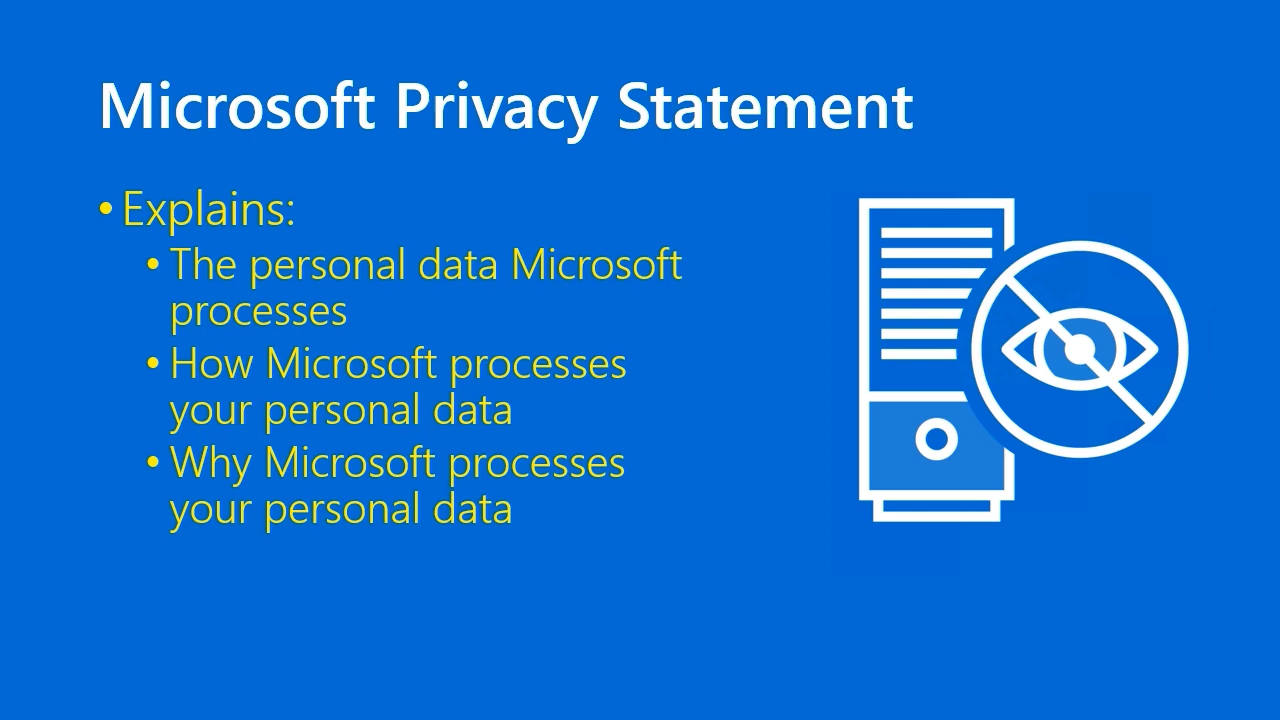 Microsoft Privacy Statement
• Explains:
• The personal data Microsoft
processes
• How Microsoft processes
your personal data
• Why Microsoft processes
your personal data